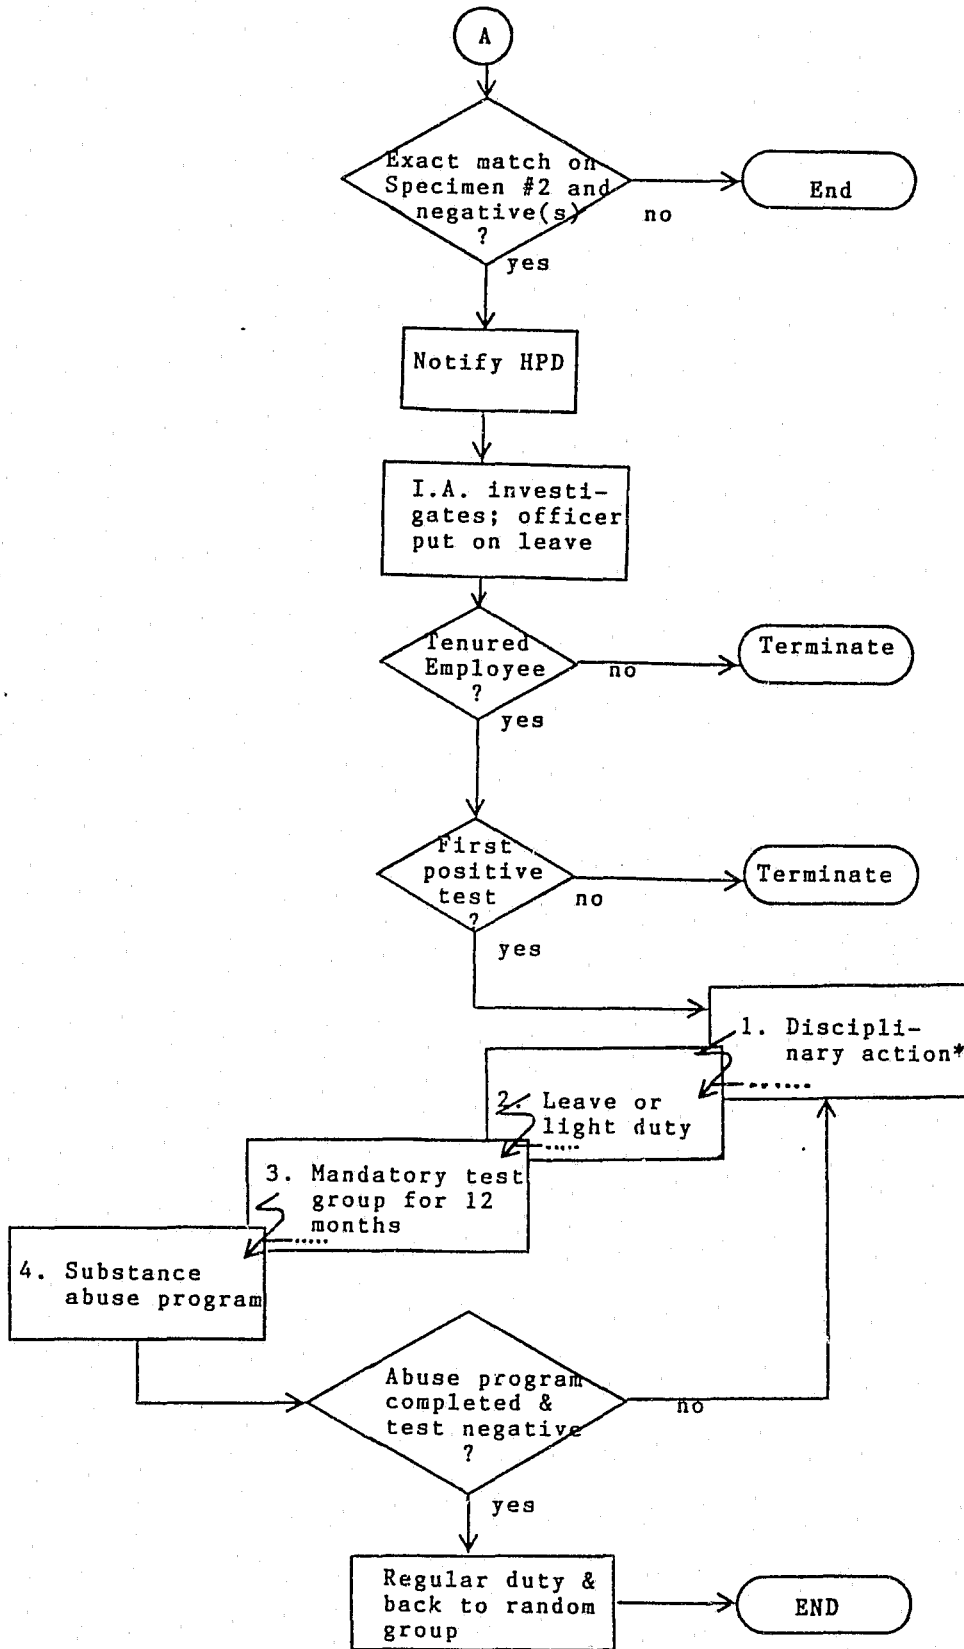 A
Exact match on
Specimen #2 and
negative(s)
?
no
End
yes
Notify HPD
I.A. investi-
gates; officer
put on leave
Tenured
Employee
?
no
Terminate
yes
First
positive
test
?
no
Terminate
yes
1. Discipli-
nary action*
2. Leave or
light duty
3. Mandatory test
group for 12
months
4. Substance
abuse program
Abuse program
completed &
test negative
?
no
yes
Regular duty &
back to random
group
END